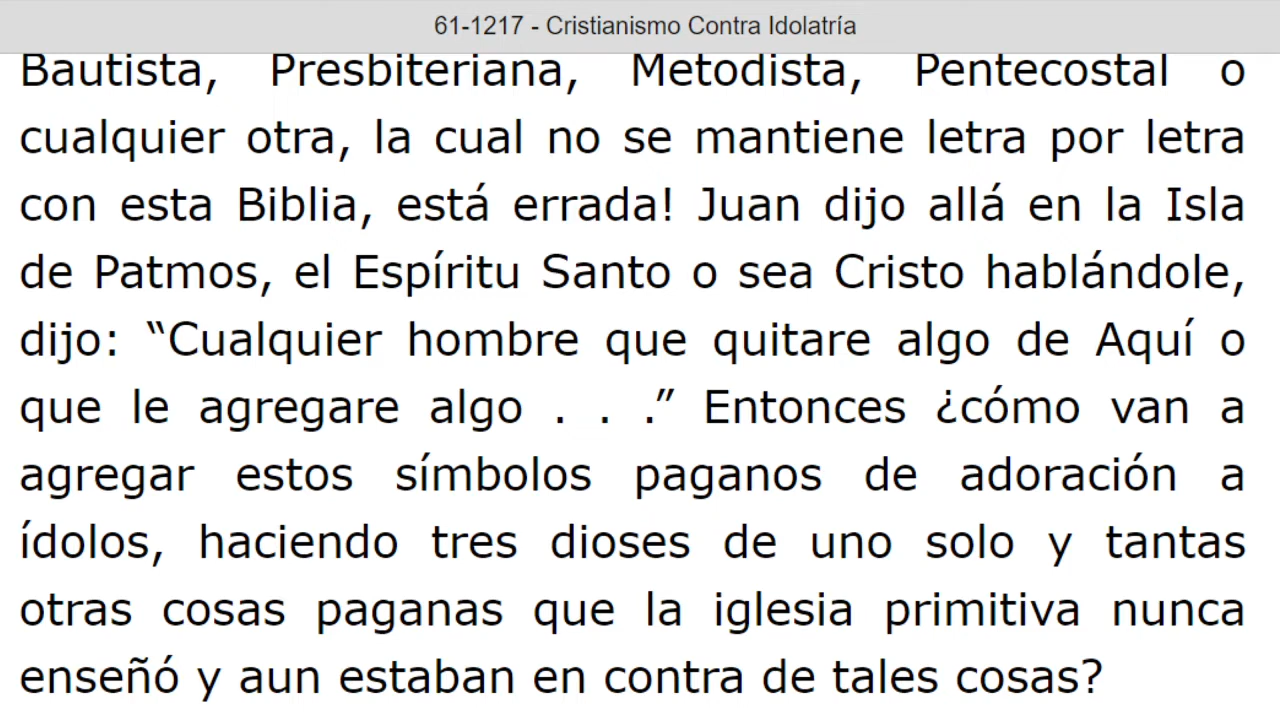 61-1217 - Cristianismo Contra Idolatría
Bautista, Presbiteriana, Metodista, Pentecostal o
cualquier otra, la cual no se mantiene letra por letra
con esta Biblia, está errada! Juan dijo allá en la Isla
de Patmos, el Espíritu Santo o sea Cristo hablándole,
dijo: “Cualquier hombre que quitare algo de Aquí o
que le agregare algo . . .” Entonces ¿cómo van a
agregar estos símbolos paganos de adoración a
ídolos, haciendo tres dioses de uno solo y tantas
otras cosas paganas que la iglesia primitiva nunca
enseñó y aun estaban en contra de tales cosas?